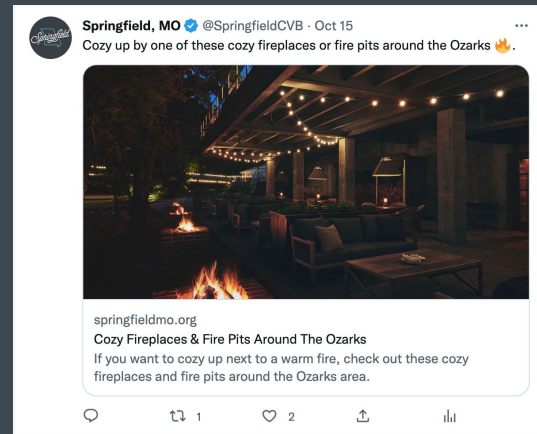 Springfield
Springfield, MO @SpringfieldCVB · Oct 15
Cozy up by one of these cozy fireplaces or fire pits around the Ozarks 🔥.
springfieldmo.org
Cozy Fireplaces & Fire Pits Around The Ozarks
If you want to cozy up next to a warm fire, check out these cozy
fireplaces and fire pits around the Ozarks area.
1
2